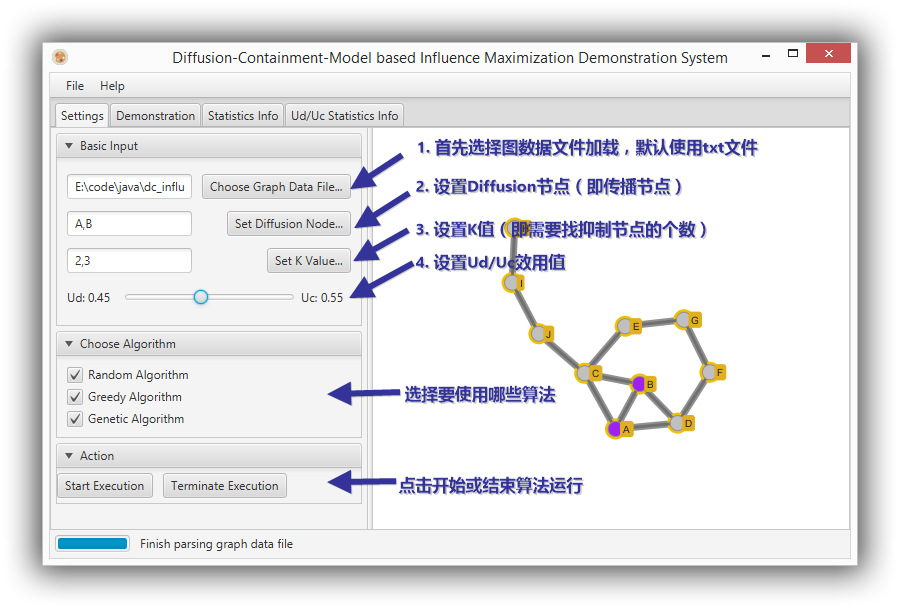 Diffusion-Containment-Model based Influence Maximization Demonstration System
File Help
Settings Demonstration Statistics Info Ud/Uc Statistics Info
Basic Input
E:\code\java\dc_influ Choose Graph Data File...
A,B Set Diffusion Node...
2,3 Set K Value...
Ud: 0.45 Uc: 0.55
Choose Algorithm
Random Algorithm
Greedy Algorithm
Genetic Algorithm
Action
Start Execution Terminate Execution
Finish parsing graph data file
1. 首先选择图数据文件加载，默认使用txt文件
2. 设置Diffusion节点（即传播节点）
3. 设置K值（即需要找抑制节点的个数）
4. 设置Ud/Uc效用值
选择要使用哪些算法
点击开始或结束算法运行
I
J
E
G
C
B
F
A
D